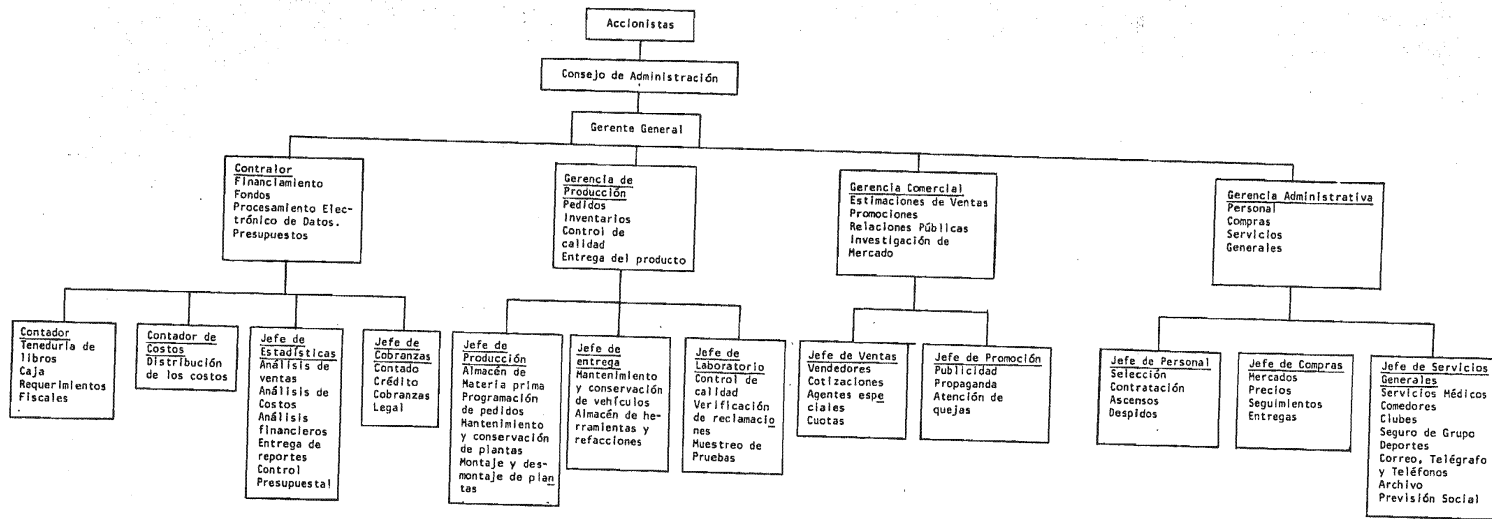 Accionistas
Consejo de Administración
Gerente General
Contralor
Financiamiento
Fondos
Procesamiento Elec-
trónico de Datos.
Presupuestos
Gerencia de
Producción
Pedidos
Inventarios
Control de
calidad
Entrega del producto
Gerencia Comercial
Estimaciones de Ventas
Promociones
Relaciones Públicas
Investigación de
Mercado
Gerencia Administrativa
Personal
Compras
Servicios
Generales
Contador
Teneduría de
libros
Caja
Requerimientos
Fiscales
Contador de
Costos
Distribución
de los costos
Jefe de
Estadísticas
Análisis de
ventas
Análisis de
Costos
Análisis
financieros
Entrega de
reportes
Control
Presupuestal
Jefe de
Cobranzas
Contado
Crédito
Cobranzas
Legal
Jefe de
Producción
Almacén de
Materia prima
Programación
de pedidos
Mantenimiento
y conservación
de plantas
Montaje y des-
montaje de plan
tas
Jefe de
entrega
Mantenimiento
y conservación
de vehículos
Almacén de he-
rramientas y
refacciones
Jefe de
Laboratorio
Control de
calidad
Verificación
de reclamacio
nes
Muestreo de
Pruebas
Jefe de Ventas
Vendedores
Cotizaciones
Agentes espe
ciales
Cuotas
Jefe de Promoción
Publicidad
Propaganda
Atención de
quejas
Jefe de Personal
Selección
Contratación
Ascensos
Despidos
Jefe de Compras
Mercados
Precios
Seguimientos
Entregas
Jefe de Servicios
Generales
Servicios Médicos
Comedores
Clubes
Seguro de Grupo
Deportes
Correo, Telégrafo
y Teléfonos
Archivo
Previsión Social